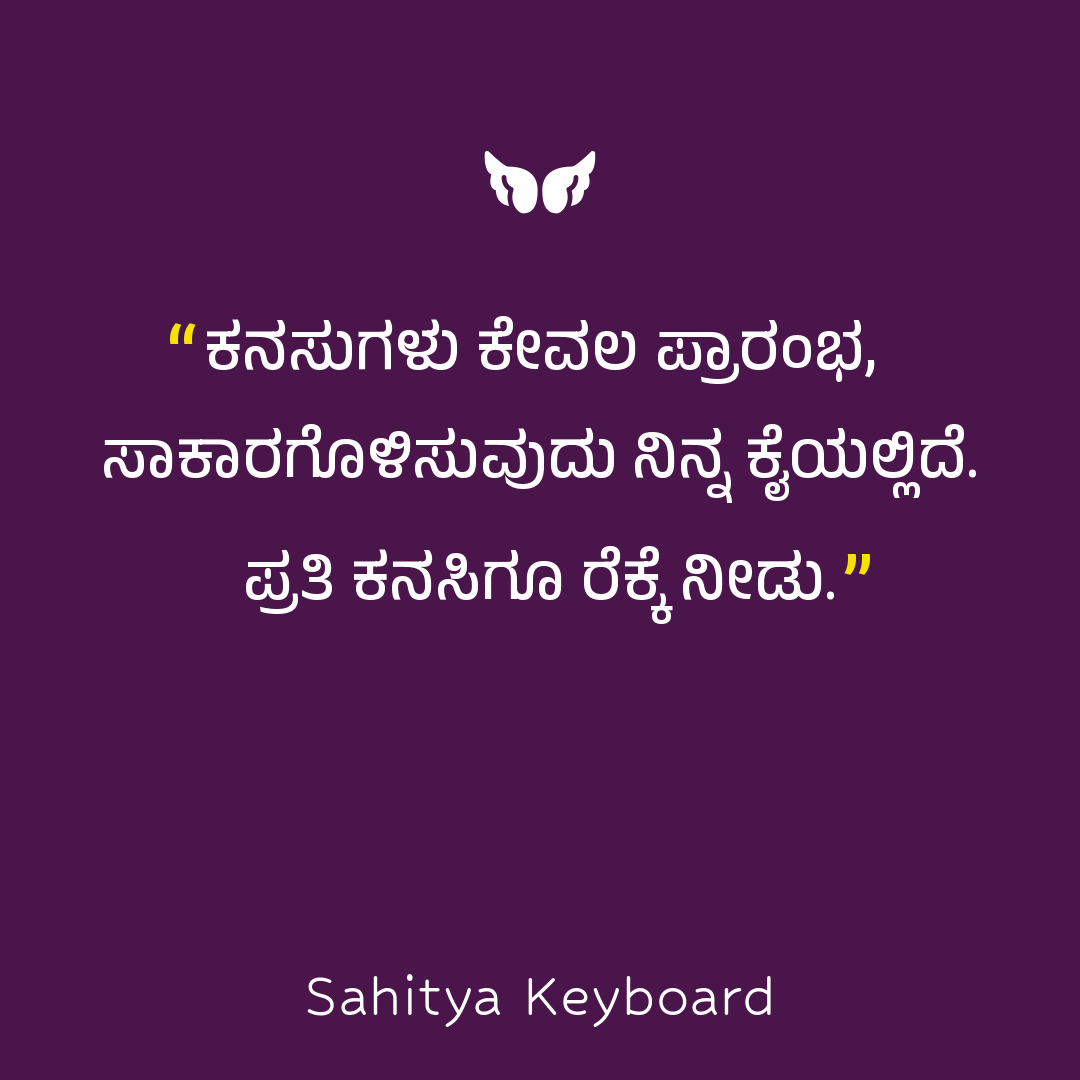 “ಕನಸುಗಳು ಕೇವಲ ಪ್ರಾರಂಭ,
ಸಾಕಾರಗೊಳಿಸುವುದು ನಿನ್ನ ಕೈಯಲ್ಲಿದೆ.
ಪ್ರತಿ ಕನಸಿಗೂ ರೆಕ್ಕೆ ನೀಡು.”
Sahitya Keyboard